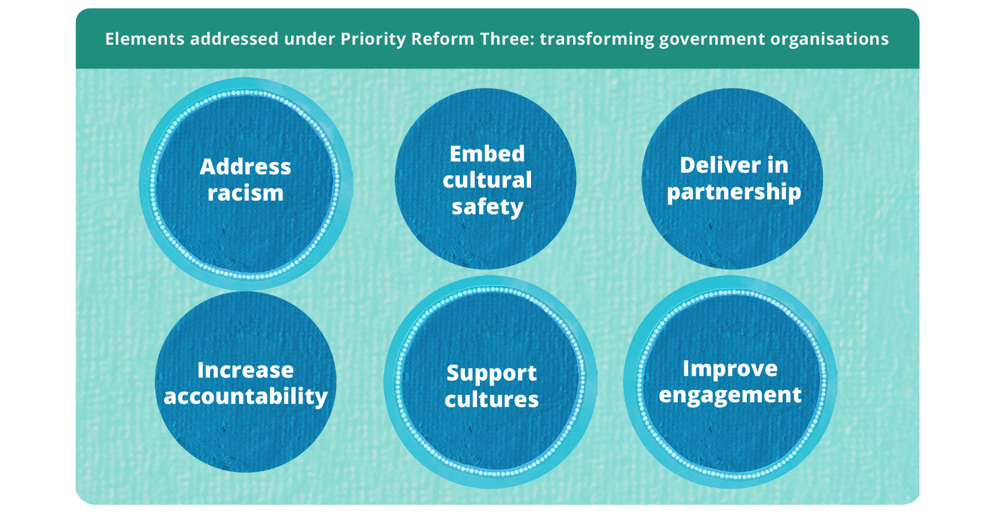 Elements addressed under Priority Reform Three: transforming government organisations
Address
racism
Embed
cultural
safety
Deliver in
partnership
Increase
accountability
Support
cultures
Improve
engagement